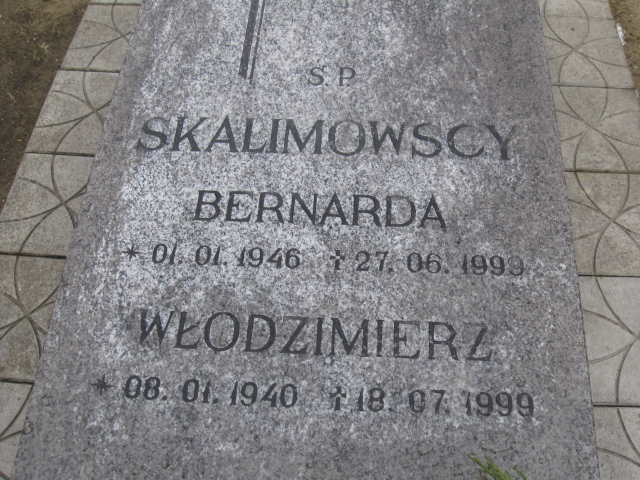 Ś.P.
SKALIMOWSCY
BERNARDA
* 01. 01. 1946 † 27. 06. 1999
WŁODZIMIERZ
* 08. 01. 1940 † 18. 07. 1999